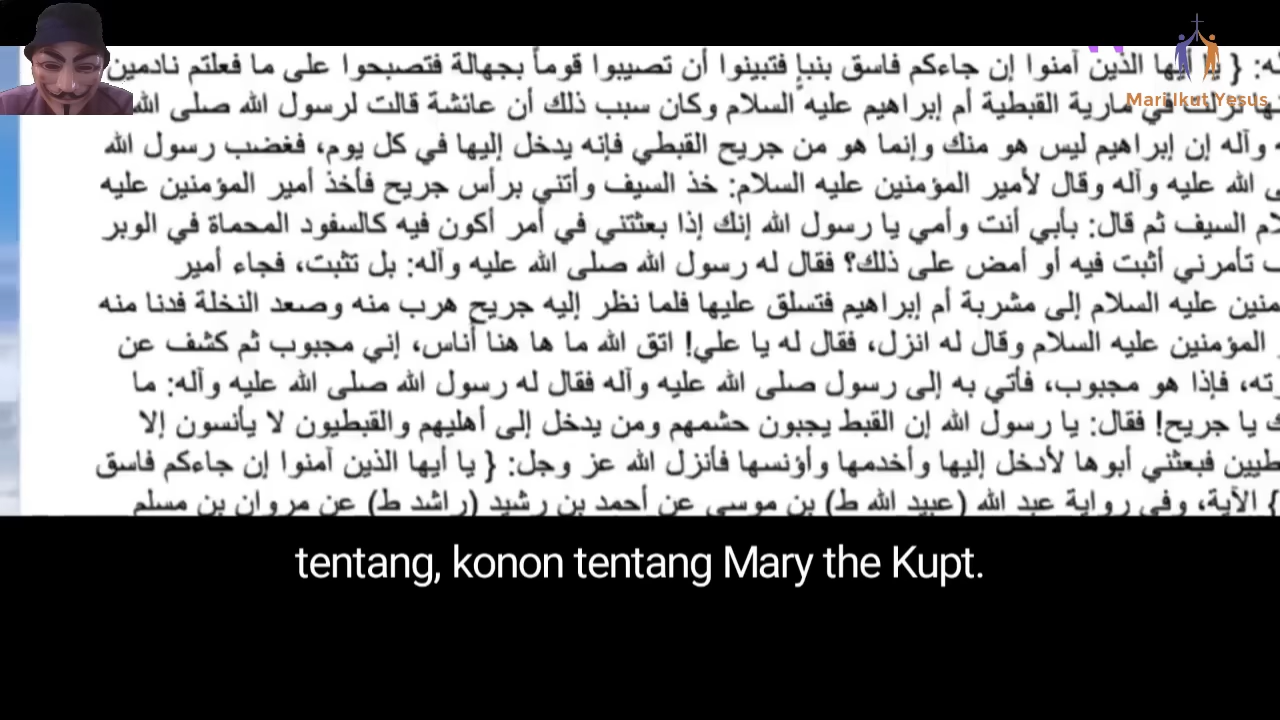 له: { يا أيها الذين آمنوا إن جاءكم فاسق بنبإ فتبينوا أن تصيبوا قوماً بجهالة فتصبحوا على ما فعلتم نادمين
نزلت في مارية القبطية أم إبراهيم عليه السلام وكان سبب ذلك أن عائشة قالت لرسول الله صلى الله
وآله إن إبراهيم ليس هو منك وإنما هو من جريح القبطي فإنه يدخل إليها في كل يوم، فغضب رسول الله
الله عليه وآله وقال لأمير المؤمنين عليه السلام: خذ السيف وأتني برأس جريح فأخذ أمير المؤمنين عليه
السيف ثم قال: بأبي أنت وأمي يا رسول الله إنك إذا بعثتني في أمر أكون فيه كالسفود المحماة في الوبر
تأمرني أثبت فيه أو أمض على ذلك؟ فقال له رسول الله صلى الله عليه وآله: بل تثبت، فجاء أمير
منين عليه السلام إلى مشربة أم إبراهيم فتسلق عليها فلما نظر إليه جريح هرب منه وصعد النخلة فدنا منه
المؤمنين عليه السلام وقال له انزل، فقال له يا علي! اتق الله ما ها هنا أناس، إني مجبوب ثم كشف عن
رته، فإذا هو مجبوب، فأتي به إلى رسول الله صلى الله عليه وآله فقال له رسول الله صلى الله عليه وآله: ما
ك يا جريح! فقال: يا رسول الله إن القبط يجبون حشمهم ومن يدخل إلى أهليهم والقبطيون لا يأنسون إلا
طيين فبعثني أبوها لأدخل إليها وأخدمها وأؤنسها فأنزل الله عز وجل: { يا أيها الذين آمنوا إن جاءكم فاسق
} الآية، وفي رواية عبد الله (عبيد الله ط) بن موسى عن أحمد بن رشيد (راشد ط) عن مروان بن مسلم
Mari Ikut Yesus
tentang, konon tentang Mary the Kupt.